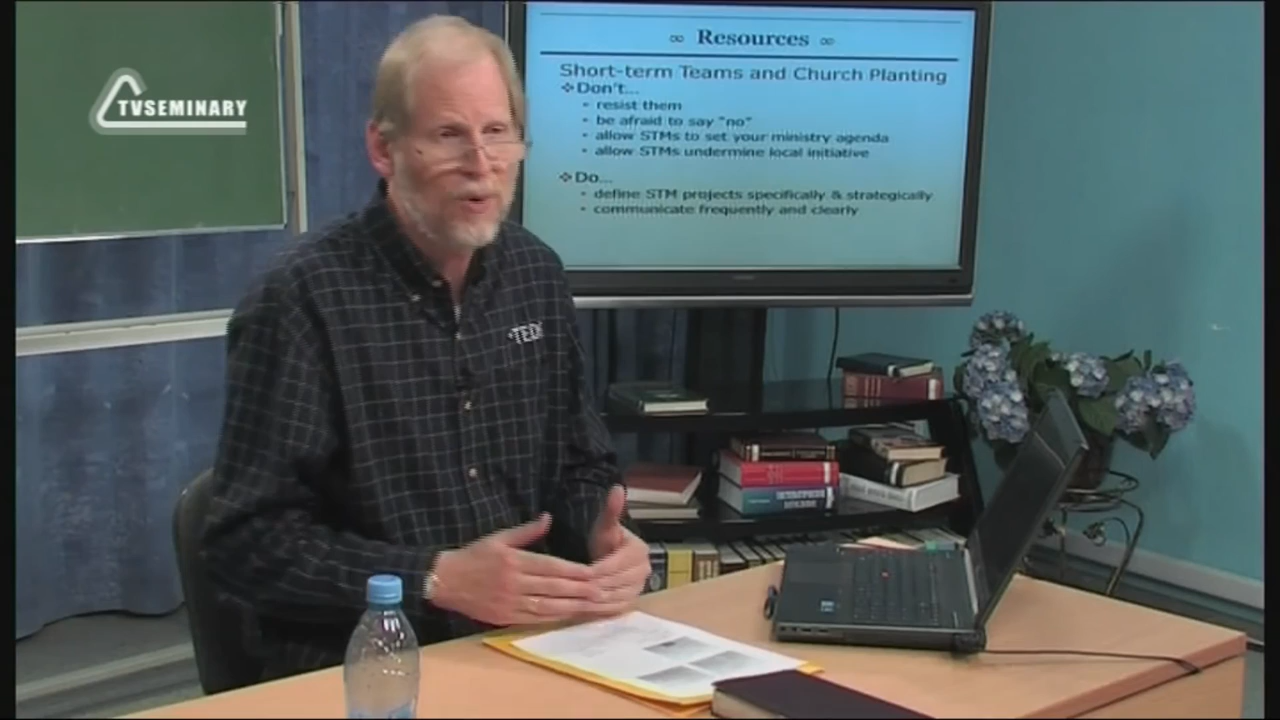 TVSEMINARY
∞ Resources ∞
Short-term Teams and Church Planting
❖Don't...
- resist them
- be afraid to say "no"
- allow STMs to set your ministry agenda
- allow STMs undermine local initiative
❖Do...
- define STM projects specifically & strategically
- communicate frequently and clearly